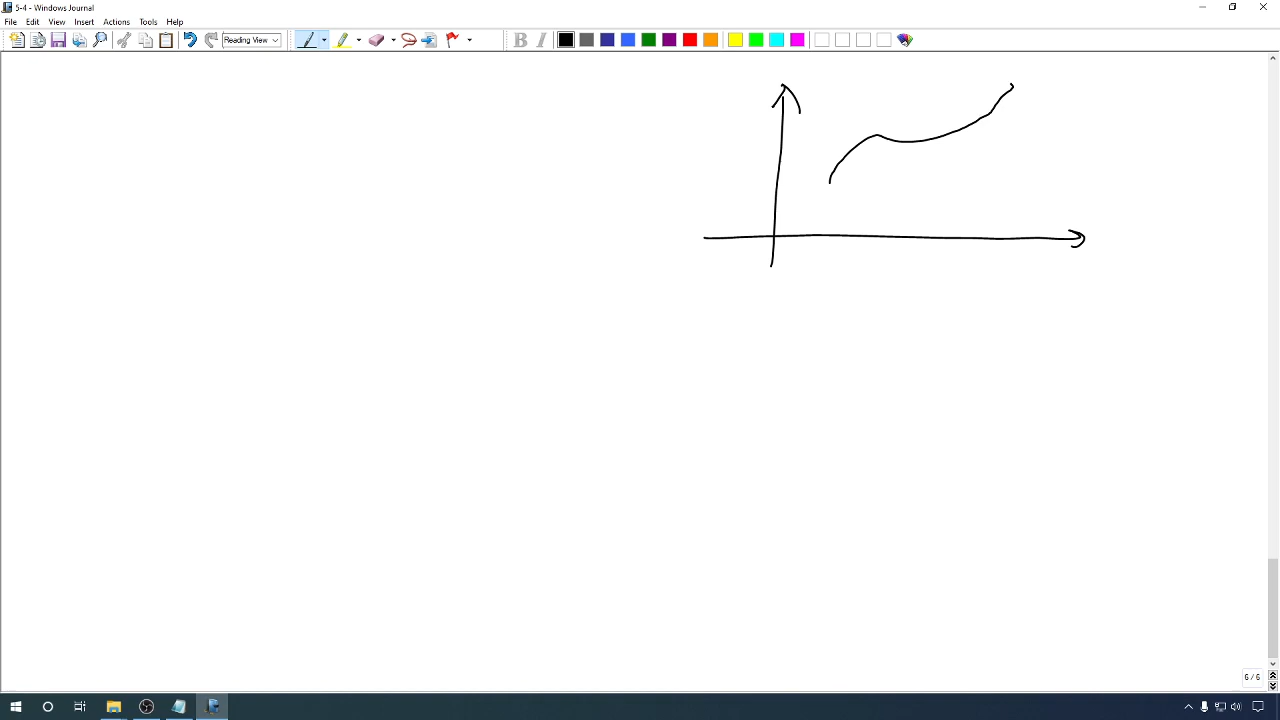 5-4 - Windows Journal
File Edit View Insert Actions Tools Help
Reading View B I
6 / 6